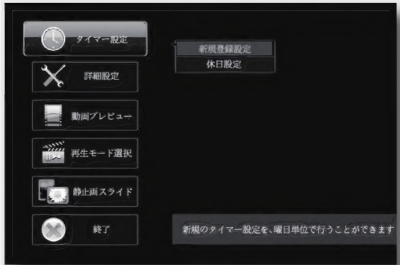 タイマー設定
新規登録設定
休日設定
詳細設定
動画プレビュー
再生モード選択
静止画スライド
終了
新規のタイマー設定を、曜日単位で行うことができます